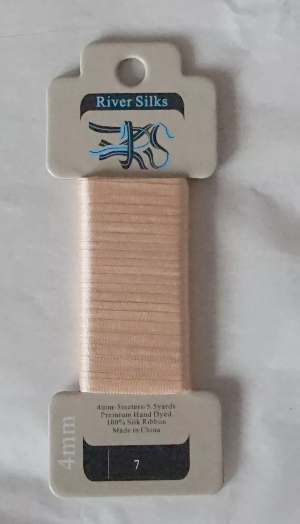 River Silks
4mm-5meters/5.5yards
Premium Hand Dyed
100% Silk Ribbon
Made in China
4mm
7